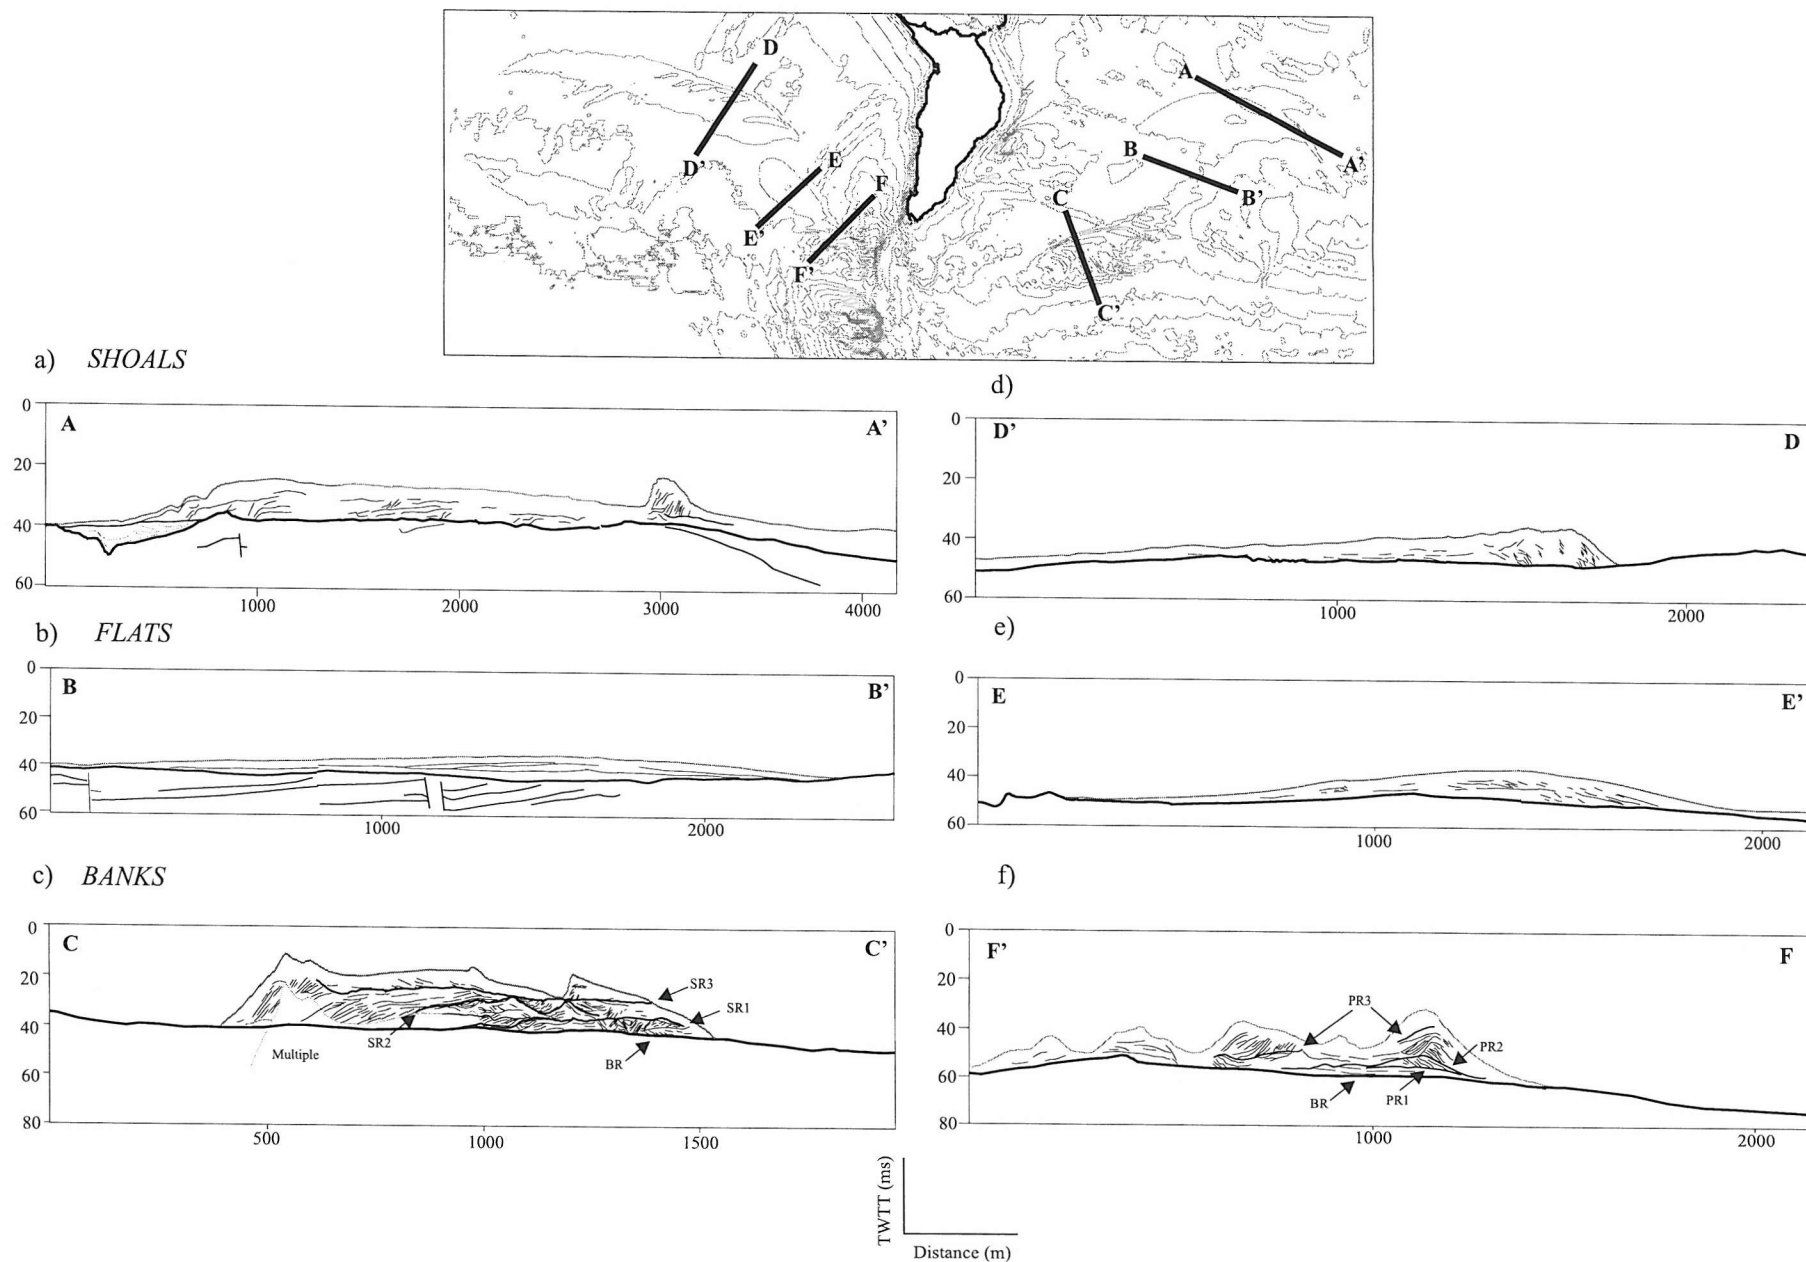 D
A
D'
E
B
A'
F
C
B'
E'
F'
C'
a) SHOALS
d)
0
20
40
60
A
A'
1000
2000
3000
4000
0
20
40
60
D'
D
1000
2000
b) FLATS
e)
0
20
40
60
B
B'
1000
2000
0
20
40
60
E
E'
1000
2000
c) BANKS
f)
0
20
40
60
80
C
C'
SR3
SR1
SR2
Multiple
BR
500
1000
1500
0
20
40
60
80
F'
F
PR3
PR2
BR
PR1
1000
2000
TWTT (ms)
Distance (m)